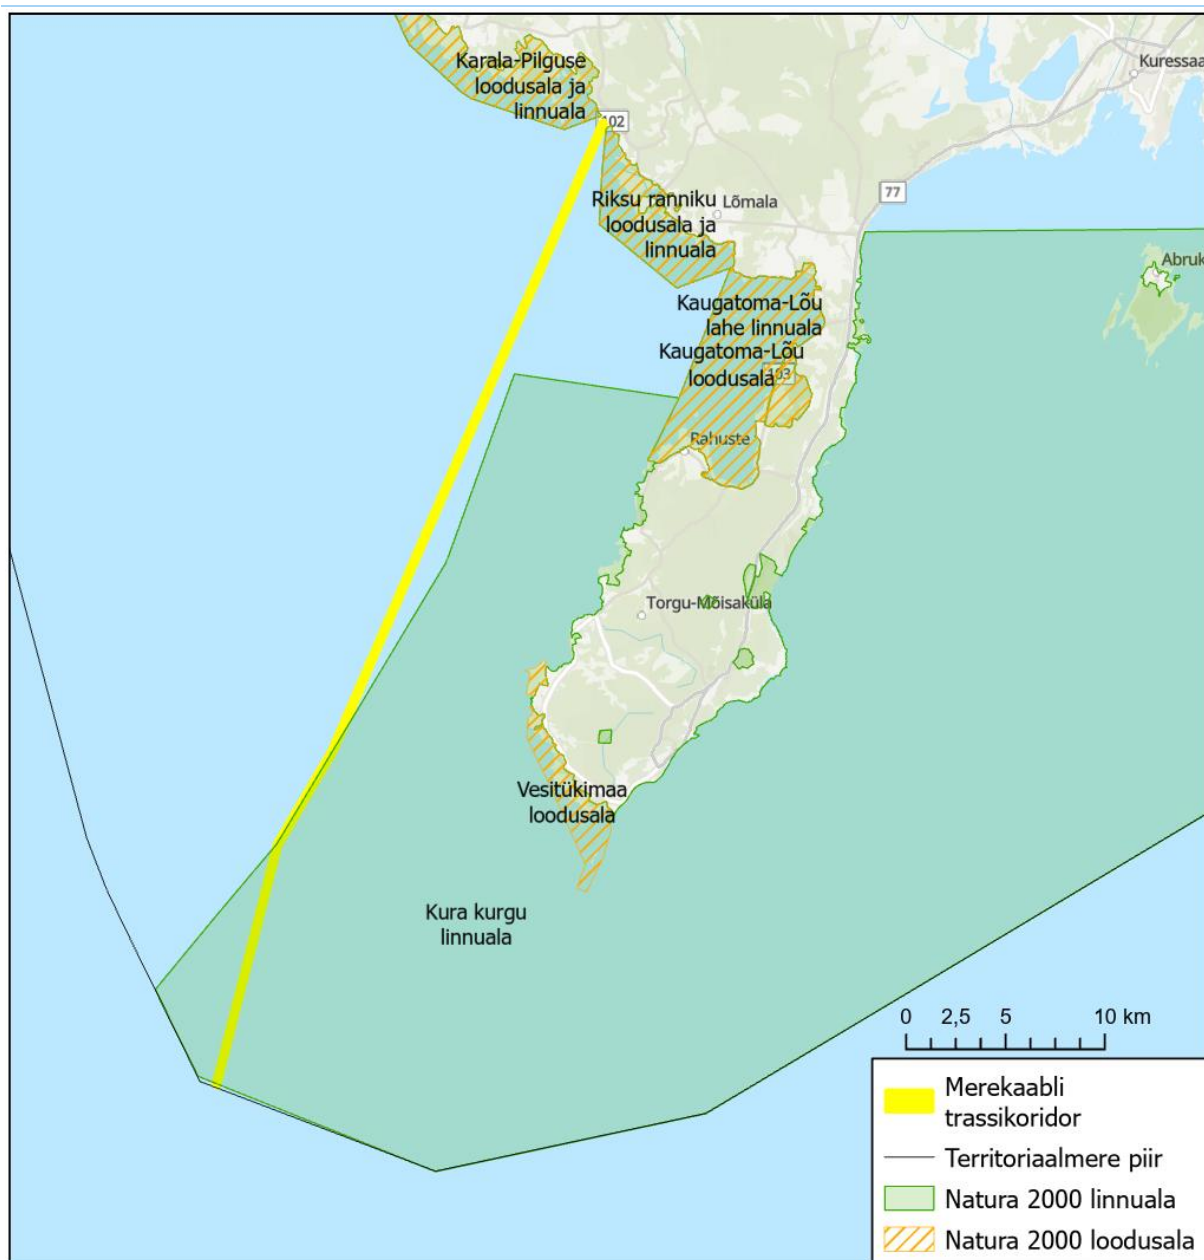 Karala-Pilguse
loodusala ja
linnuala
Kuressaa
102
77
Riksu ranniku
loodusala ja
linnuala
Lõmala
Abruk
Kaugatoma-Lõu
lahe linnuala
Kaugatoma-Lõu
loodusala
103
Rahuste
Torgu-Mõisaküla
Vesitükimaa
loodusala
Kura kurgu
linnuala
0 2,5 5 10 km
Merekaabli
trassikoridor
Territoriaalmere piir
Natura 2000 linnuala
Natura 2000 loodusala